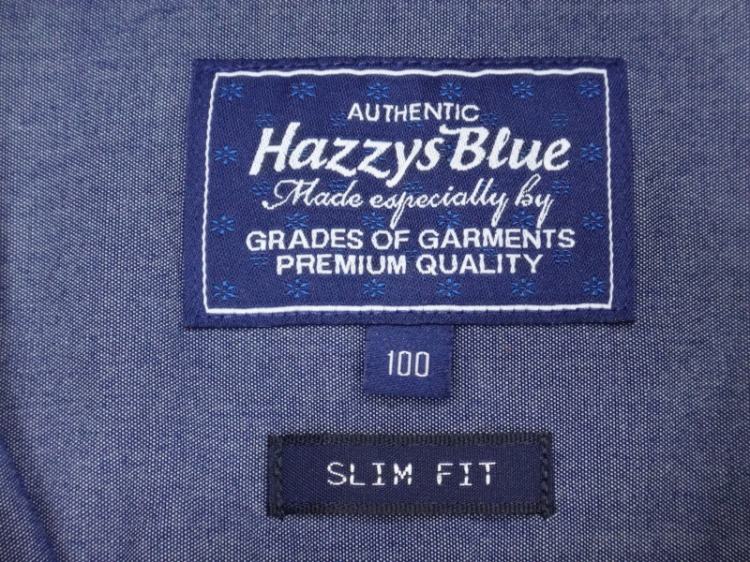 AUTHENTIC
Hazzys Blue
Made especially by
GRADES OF GARMENTS
PREMIUM QUALITY
100
SLIM FIT